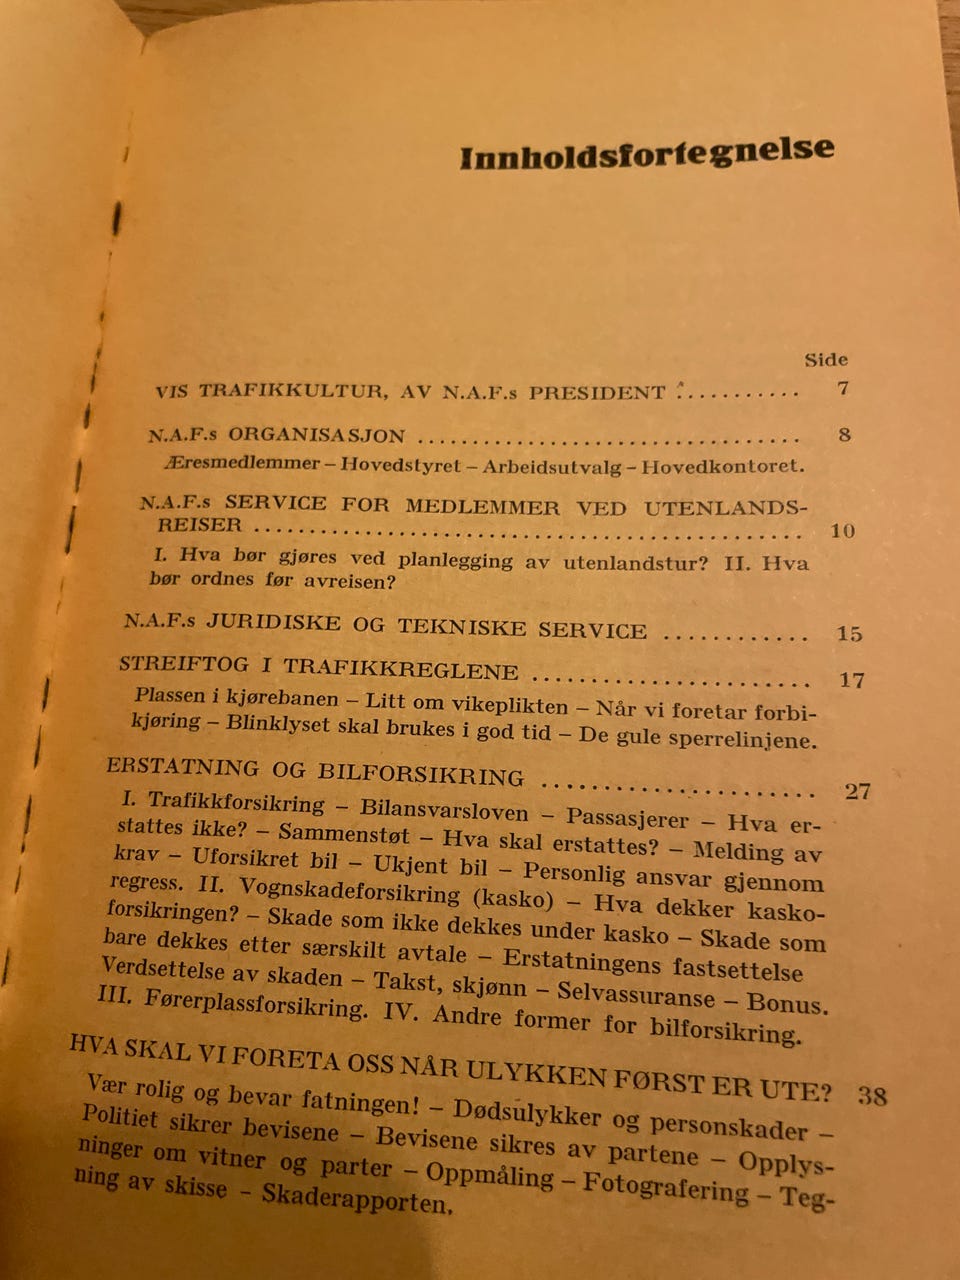 Innholdsfortegnelse
Side
VIS TRAFIKKULTUR, AV N.A.F.s PRESIDENT ........... 7
N.A.F.s ORGANISASJON ................................... 8
Æresmedlemmer – Hovedstyret – Arbeidsutvalg – Hovedkontoret.
N.A.F.s SERVICE FOR MEDLEMMER VED UTENLANDS-
REISER .................................................. 10
I. Hva bør gjøres ved planlegging av utenlandstur? II. Hva
bør ordnes før avreisen?
N.A.F.s JURIDISKE OG TEKNISKE SERVICE ............ 15
STREIFTOG I TRAFIKKREGLENE ........................ 17
Plassen i kjørebanen – Litt om vikeplikten – Når vi foretar forbi-
kjøring – Blinklyset skal brukes i god tid – De gule sperrelinjene.
ERSTATNING OG BILFORSIKRING ........................ 27
I. Trafikkforsikring – Bilansvarsloven – Passasjerer – Hva er-
stattes ikke? – Sammenstøt – Hva skal erstattes? – Melding av
krav – Uforsikret bil – Ukjent bil – Personlig ansvar gjennom
regress. II. Vognskadeforsikring (kasko) – Hva dekker kasko-
forsikringen? – Skade som ikke dekkes under kasko – Skade som
bare dekkes etter særskilt avtale – Erstatningens fastsettelse
Verdsettelse av skaden – Takst, skjønn – Selvassuranse – Bonus.
III. Førerplassforsikring. IV. Andre former for bilforsikring.
HVA SKAL VI FORETA OSS NÅR ULYKKEN FØRST ER UTE? 38
Vær rolig og bevar fatningen! – Dødsulykker og personskader –
Politiet sikrer bevisene – Bevisene sikres av partene – Opplys-
ninger om vitner og parter – Oppmåling – Fotografering – Teg-
ning av skisse – Skaderapporten.